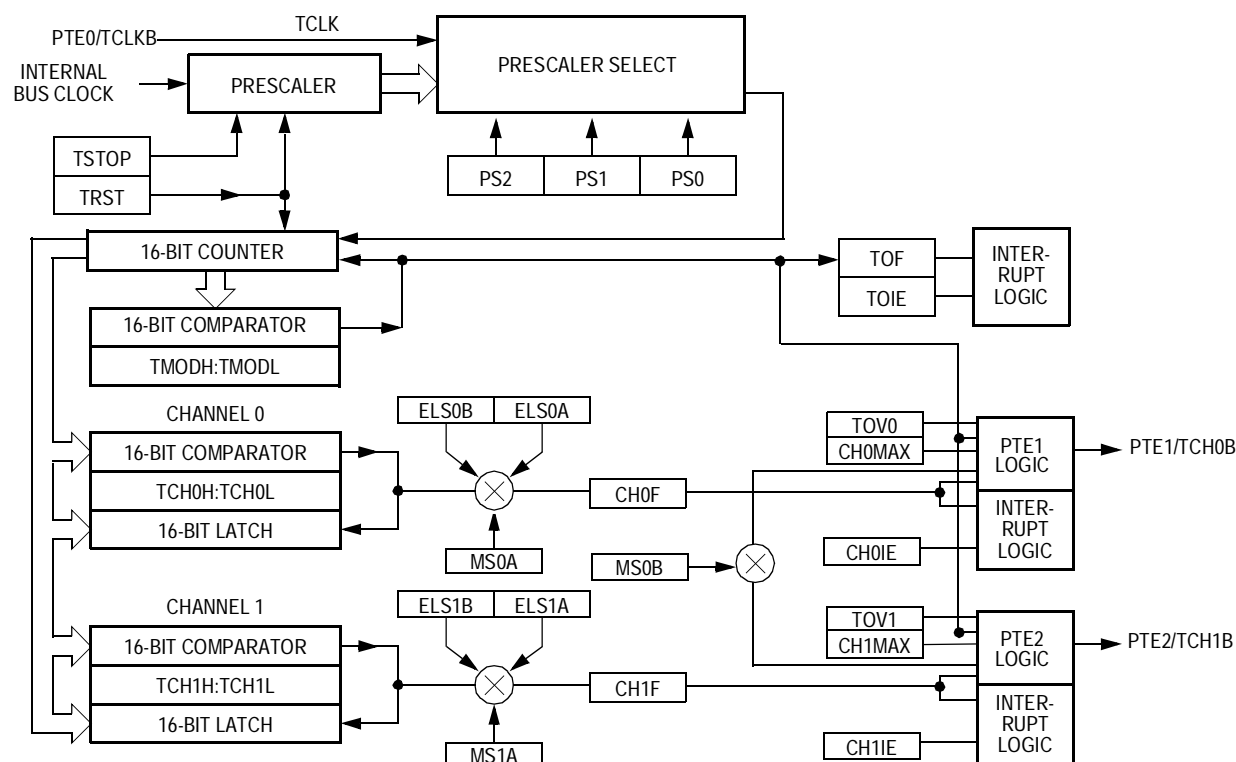 TCLK
PTE0/TCLKB
INTERNAL
BUS CLOCK
PRESCALER
PRESCALER SELECT
TSTOP
TRST
PS2
PS1
PS0
16-BIT COUNTER
TOF
TOIE
INTER-
RUPT
LOGIC
16-BIT COMPARATOR
TMODH:TMODL
CHANNEL 0
ELS0B
ELS0A
16-BIT COMPARATOR
TCH0H:TCH0L
16-BIT LATCH
MS0A
CH0F
MS0B
TOV0
CH0MAX
PTE1
LOGIC
PTE1/TCH0B
INTER-
RUPT
LOGIC
CH0IE
CHANNEL 1
ELS1B
ELS1A
16-BIT COMPARATOR
TCH1H:TCH1L
16-BIT LATCH
MS1A
CH1F
TOV1
CH1MAX
PTE2
LOGIC
PTE2/TCH1B
INTER-
RUPT
LOGIC
CH1IE